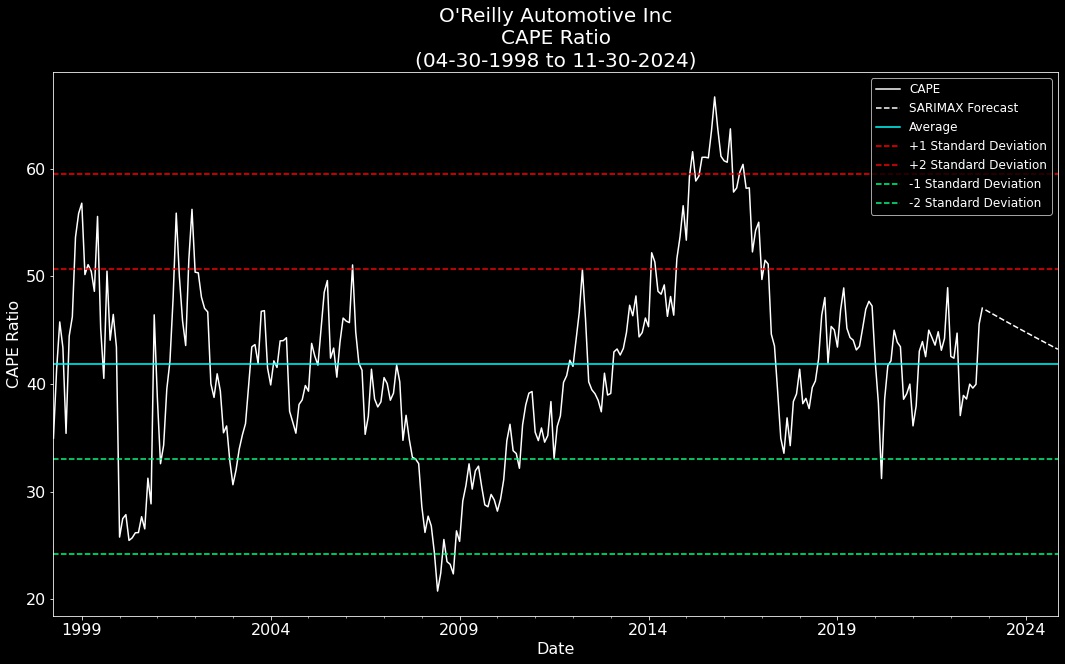 O'Reilly Automotive Inc
CAPE Ratio
(04-30-1998 to 11-30-2024)
CAPE
SARIMAX Forecast
Average
+1 Standard Deviation
+2 Standard Deviation
-1 Standard Deviation
-2 Standard Deviation
CAPE Ratio
60
50
40
30
20
1999 2004 2009 2014 2019 2024
Date